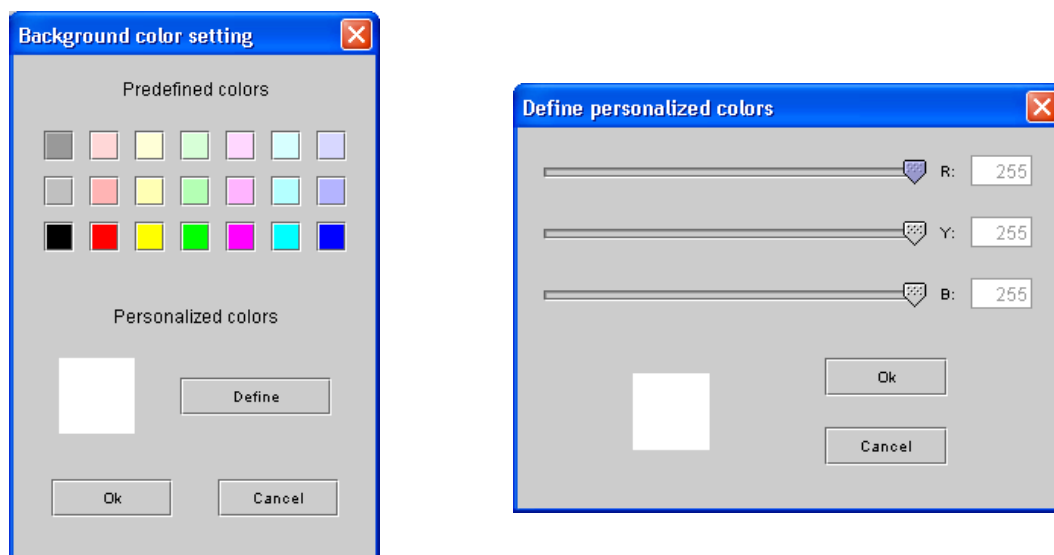 Background color setting
Predefined colors
Personalized colors
Define
Ok
Cancel
Define personalized colors
R: 255
Y: 255
B: 255
Ok
Cancel